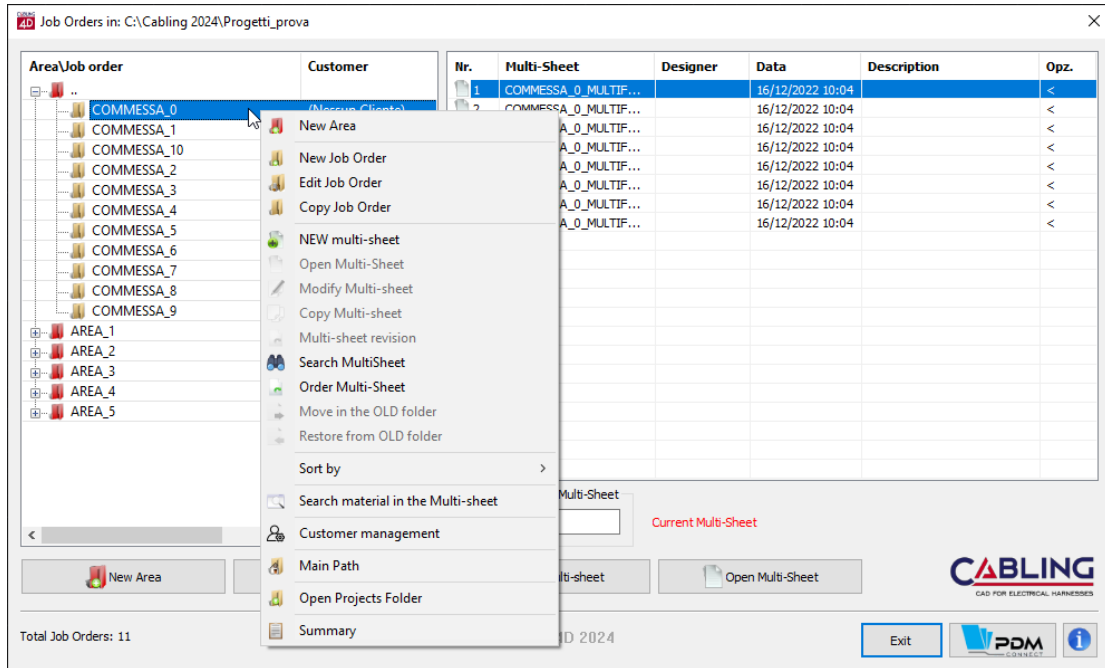 CABLING 4D Job Orders in: C:\Cabling 2024\Progetti_prova
Area\Job order Customer
..
COMMESSA_0 (Nessun Cliente)
COMMESSA_1
COMMESSA_10
COMMESSA_2
COMMESSA_3
COMMESSA_4
COMMESSA_5
COMMESSA_6
COMMESSA_7
COMMESSA_8
COMMESSA_9
AREA_1
AREA_2
AREA_3
AREA_4
AREA_5
Nr. Multi-Sheet Designer Data Description Opz.
1 COMMESSA_0_MULTIF... 16/12/2022 10:04 <
2 COMMESSA_0_MULTIF... 16/12/2022 10:04 <
A_0_MULTIF... 16/12/2022 10:04 <
A_0_MULTIF... 16/12/2022 10:04 <
A_0_MULTIF... 16/12/2022 10:04 <
A_0_MULTIF... 16/12/2022 10:04 <
A_0_MULTIF... 16/12/2022 10:04 <
A_0_MULTIF... 16/12/2022 10:04 <
New Area
New Job Order
Edit Job Order
Copy Job Order
NEW multi-sheet
Open Multi-Sheet
Modify Multi-sheet
Copy Multi-sheet
Multi-sheet revision
Search MultiSheet
Order Multi-Sheet
Move in the OLD folder
Restore from OLD folder
Sort by
Search material in the Multi-sheet
Customer management
Main Path
Open Projects Folder
Summary
Multi-Sheet
Current Multi-Sheet
New Area
lti-sheet
Open Multi-Sheet
CABLING
CAD FOR ELECTRICAL HARNESSES
Total Job Orders: 11
4D 2024
Exit
PDM
CONNECT